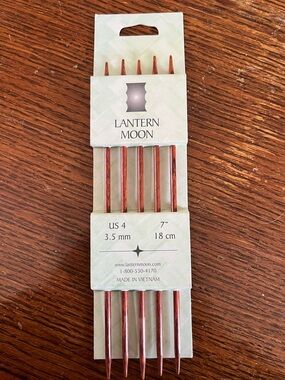 LANTERN
MOON
US 4 7"
3.5 mm 18 cm
www.lanternmoon.com
1-800-530-4170
MADE IN VIETNAM